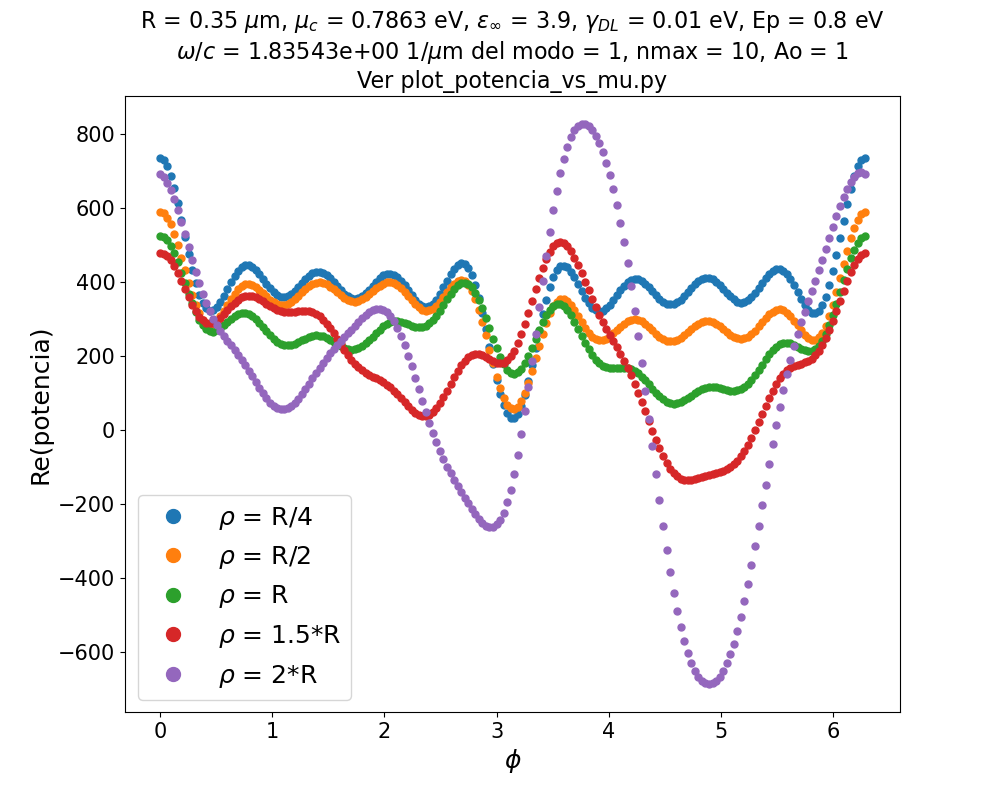 R = 0.35 μm, μ_c = 0.7863 eV, ε_∞ = 3.9, γ_DL = 0.01 eV, Ep = 0.8 eV
ω/c = 1.83543e+00 1/μm del modo = 1, nmax = 10, Ao = 1
Ver plot_potencia_vs_mu.py
Re(potencia)
800
600
400
200
0
−200
−400
−600
ρ = R/4
ρ = R/2
ρ = R
ρ = 1.5*R
ρ = 2*R
0 1 2 3 4 5 6
ϕ